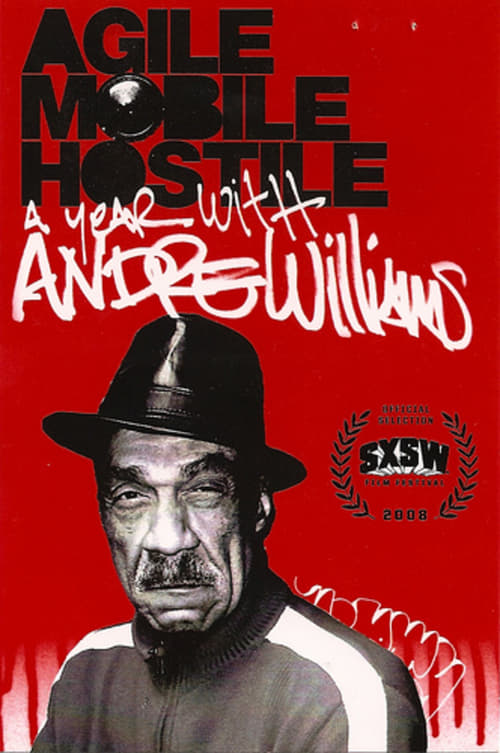 AGILE
MOBILE
HOSTILE
A YEAR WITH
ANDRE WILLIAMS
OFFICIAL
SELECTION
SXSW
FILM FESTIVAL
2008